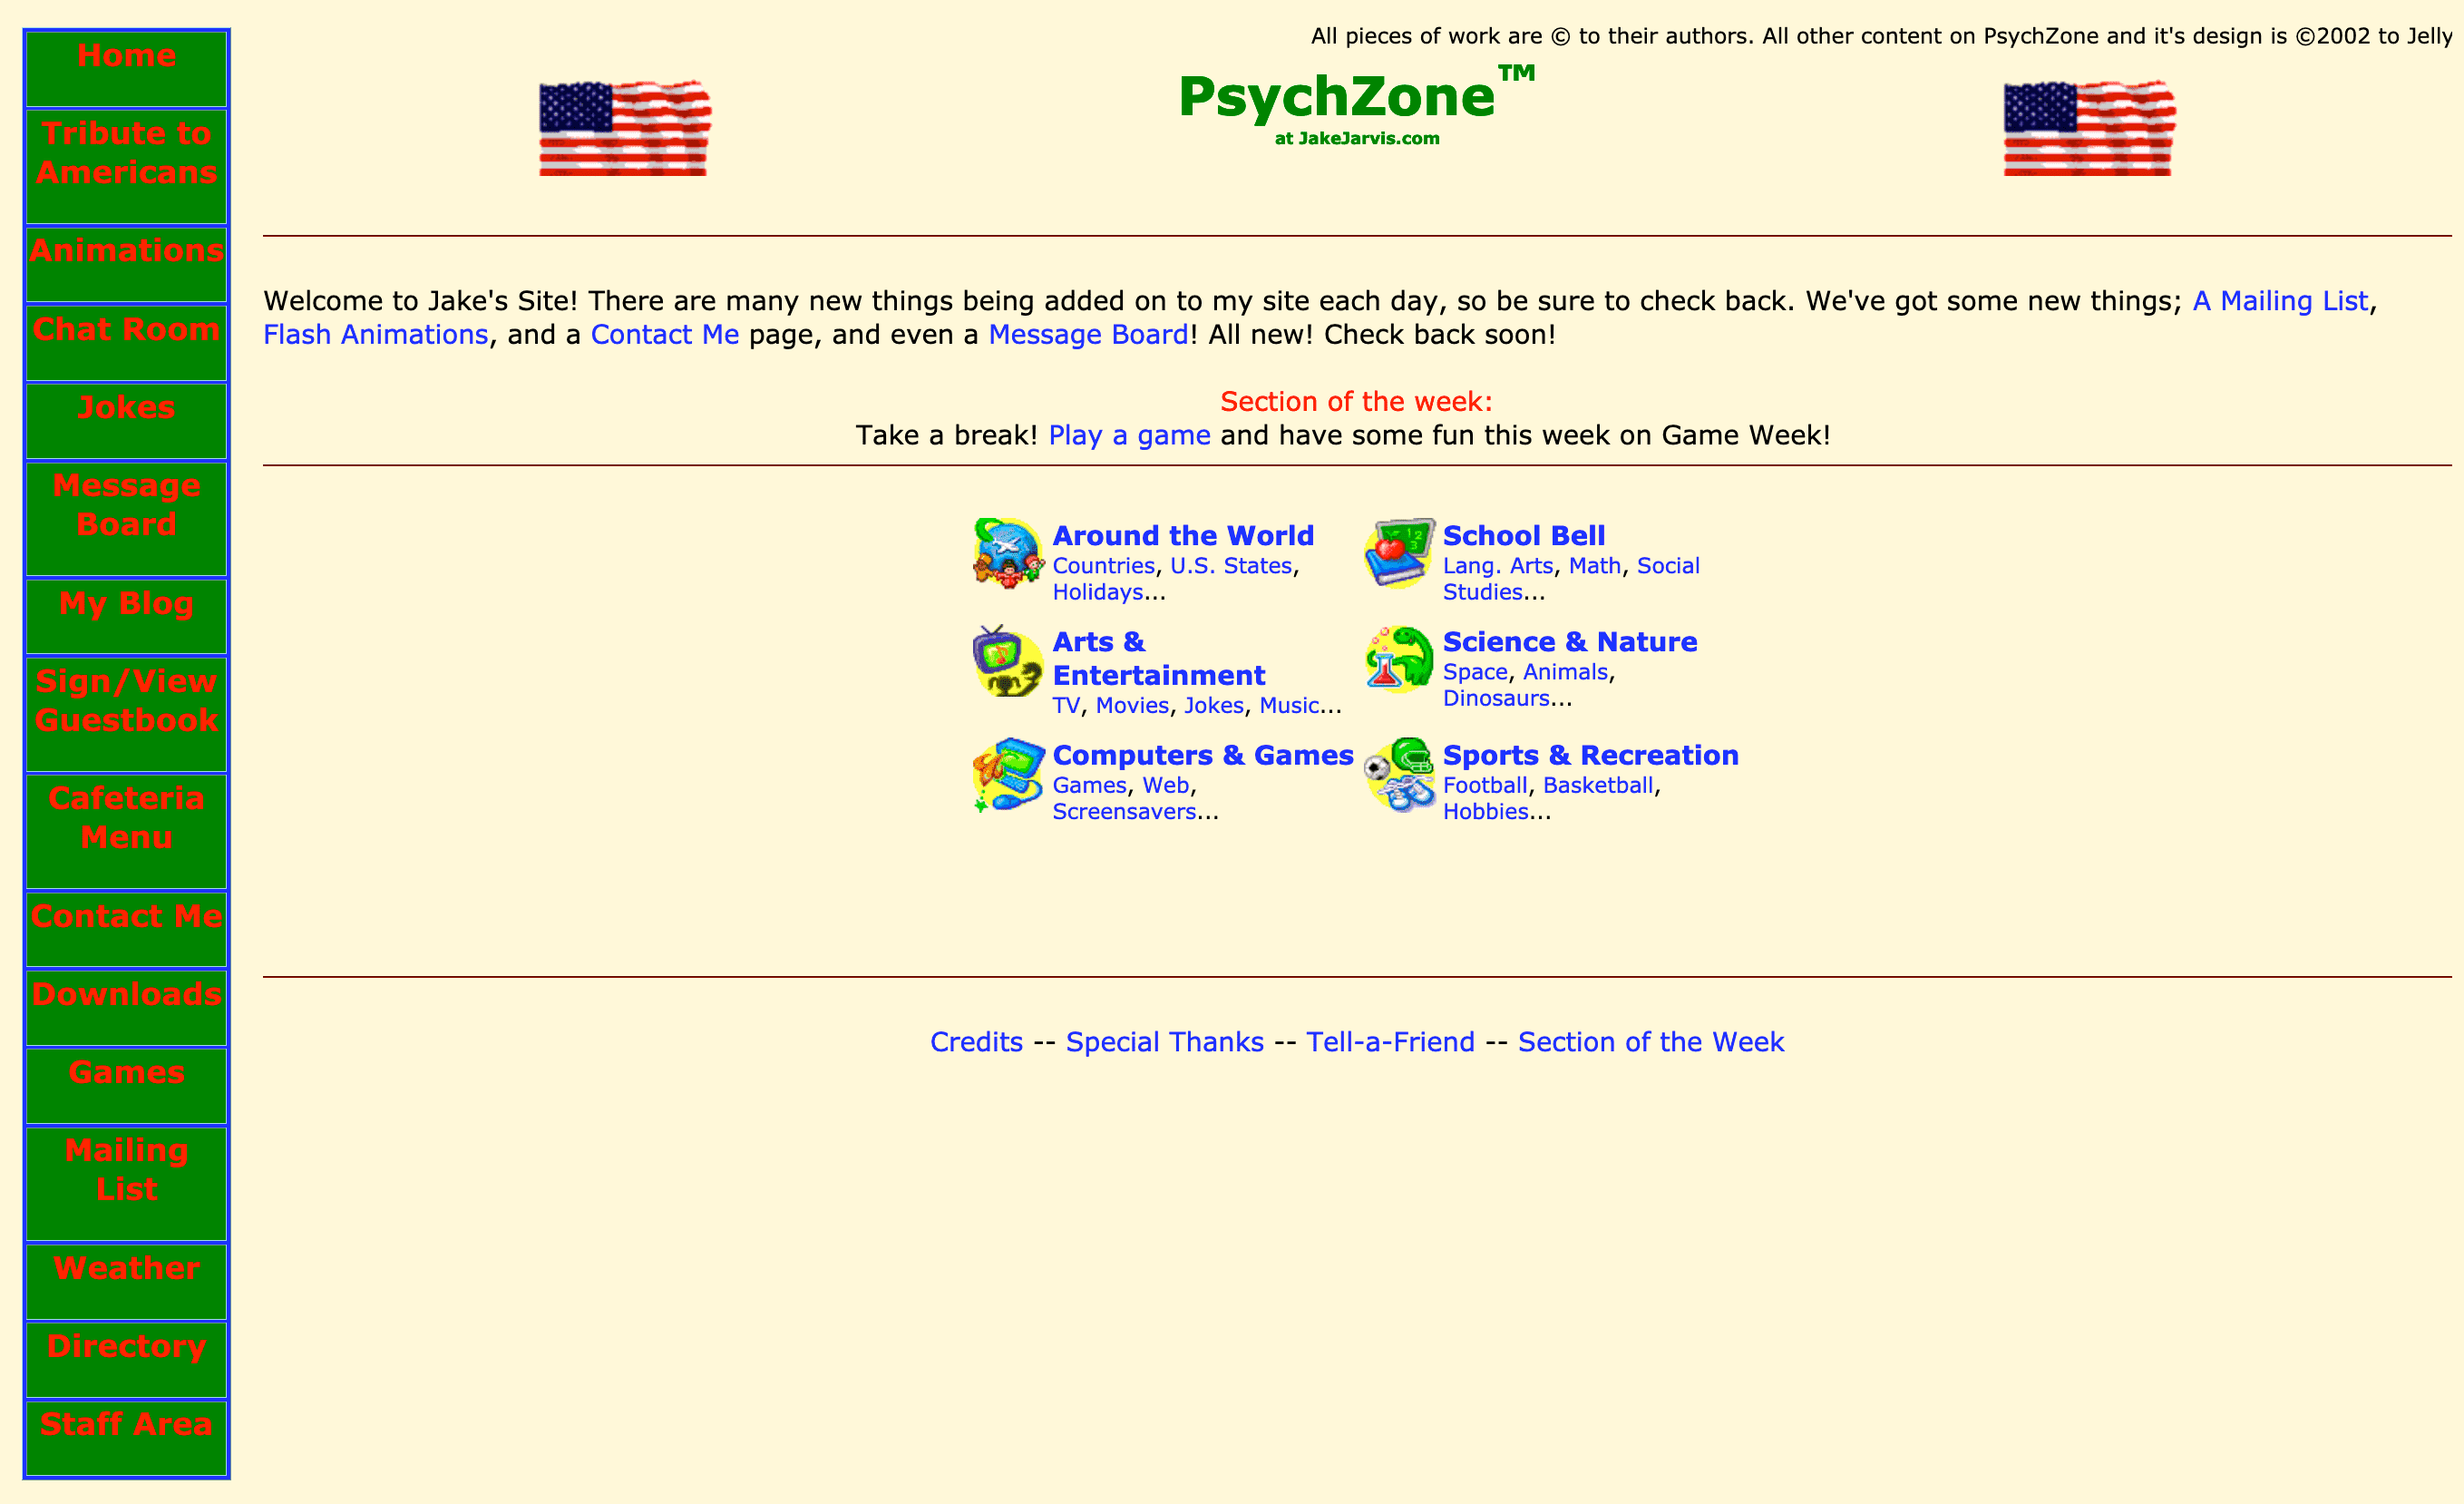 Home
Tribute to
Americans
Animations
Chat Room
Jokes
Message
Board
My Blog
Sign/View
Guestbook
Cafeteria
Menu
Contact Me
Downloads
Games
Mailing
List
Weather
Directory
Staff Area
All pieces of work are © to their authors. All other content on PsychZone and it's design is ©2002 to Jelly
PsychZone™
at JakeJarvis.com
Welcome to Jake's Site! There are many new things being added on to my site each day, so be sure to check back. We've got some new things; A Mailing List,
Flash Animations, and a Contact Me page, and even a Message Board! All new! Check back soon!
Section of the week:
Take a break! Play a game and have some fun this week on Game Week!
Around the World
Countries, U.S. States,
Holidays...
School Bell
Lang. Arts, Math, Social
Studies...
Arts &
Entertainment
TV, Movies, Jokes, Music...
Science & Nature
Space, Animals,
Dinosaurs...
Computers & Games
Games, Web,
Screensavers...
Sports & Recreation
Football, Basketball,
Hobbies...
Credits -- Special Thanks -- Tell-a-Friend -- Section of the Week